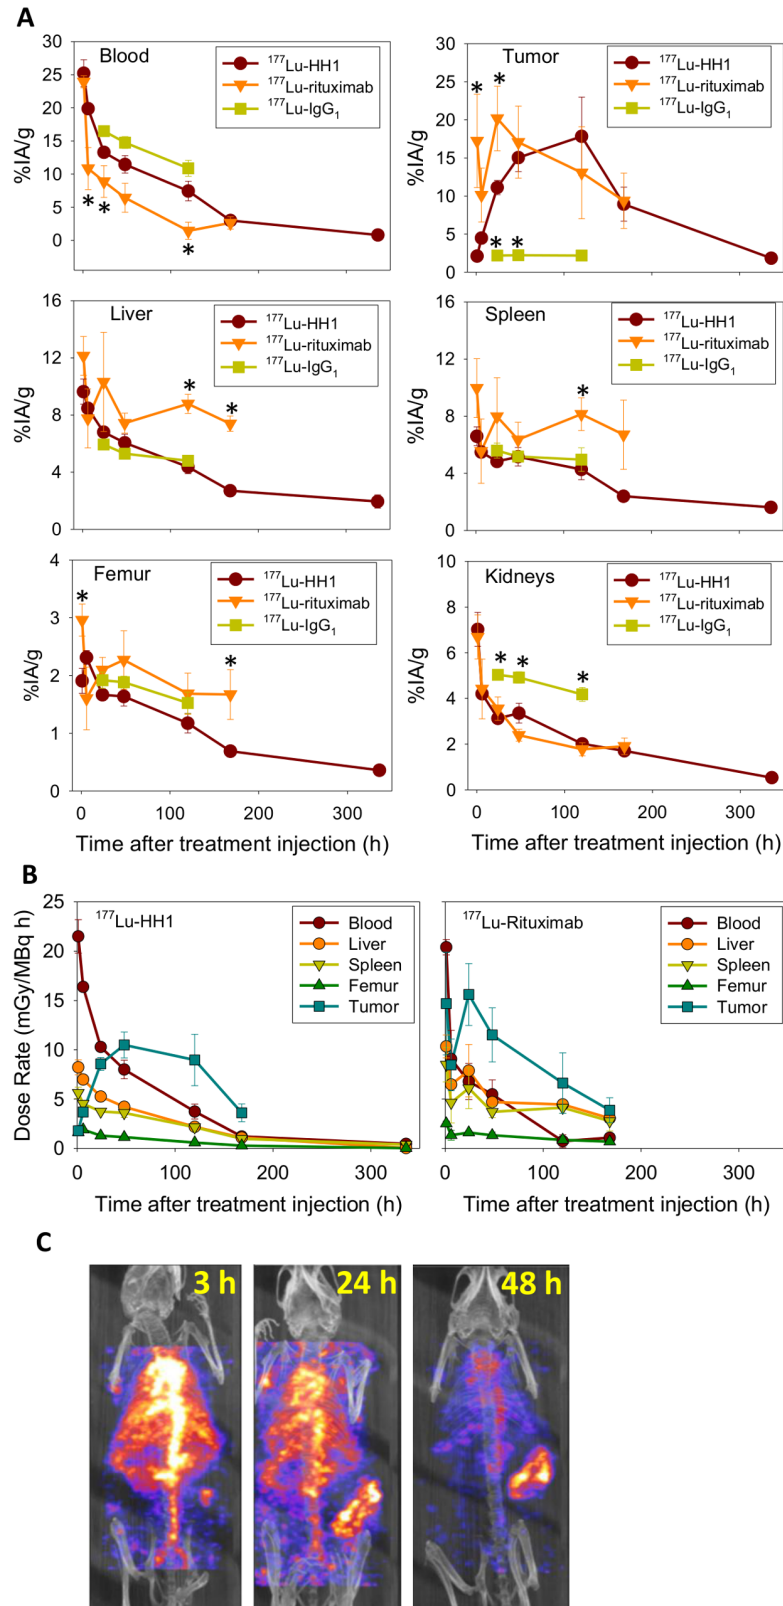 A
Blood
30
25
20
15
10
5
0
%IA/g
¹⁷⁷Lu-HH1
¹⁷⁷Lu-rituximab
¹⁷⁷Lu-IgG₁
*
*
*
Tumor
30
25
20
15
10
5
0
%IA/g
¹⁷⁷Lu-HH1
¹⁷⁷Lu-rituximab
¹⁷⁷Lu-IgG₁
*
*
*
*
Liver
16
12
8
4
0
%IA/g
¹⁷⁷Lu-HH1
¹⁷⁷Lu-rituximab
¹⁷⁷Lu-IgG₁
*
*
Spleen
16
12
8
4
0
%IA/g
¹⁷⁷Lu-HH1
¹⁷⁷Lu-rituximab
¹⁷⁷Lu-IgG₁
*
Femur
4
3
2
1
0
%IA/g
¹⁷⁷Lu-HH1
¹⁷⁷Lu-rituximab
¹⁷⁷Lu-IgG₁
*
*
0 100 200 300
Time after treatment injection (h)
Kidneys
10
8
6
4
2
0
%IA/g
¹⁷⁷Lu-HH1
¹⁷⁷Lu-rituximab
¹⁷⁷Lu-IgG₁
*
*
*
0 100 200 300
Time after treatment injection (h)
B
¹⁷⁷Lu-HH1
25
20
15
10
5
0
Dose Rate (mGy/MBq h)
Blood
Liver
Spleen
Femur
Tumor
0 100 200 300
Time after treatment injection (h)
¹⁷⁷Lu-Rituximab
Blood
Liver
Spleen
Femur
Tumor
0 100 200 300
Time after treatment injection (h)
C
3 h
24 h
48 h